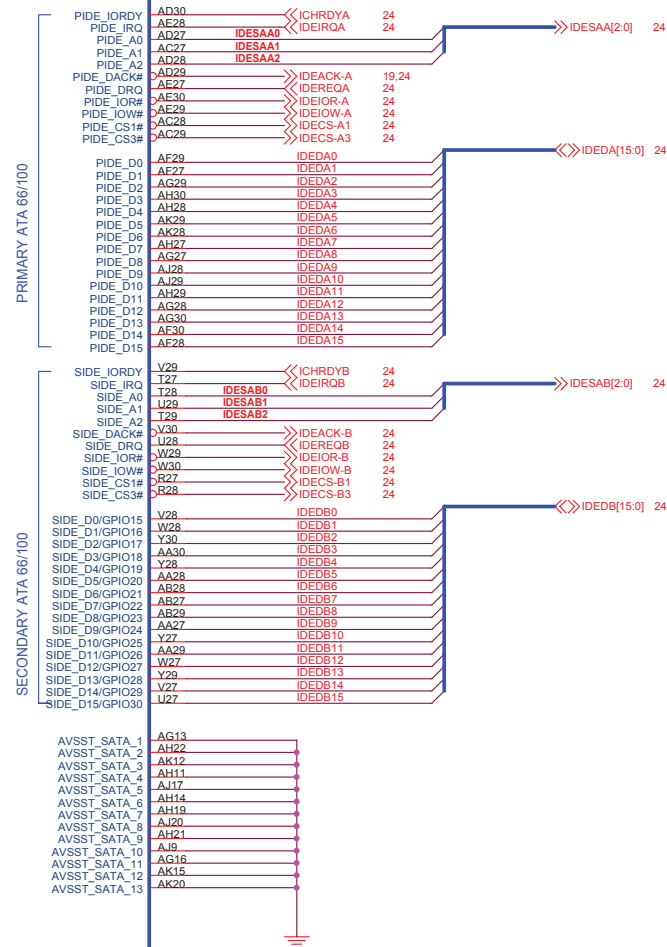 PIDE_IORDY AD30 ICHRDYA 24
PIDE_IRQ AE28 IDEIRQA 24
PIDE_A0 AD27 IDESAA0 IDESAA[2:0] 24
PIDE_A1 AC27 IDESAA1
PIDE_A2 AD28 IDESAA2
PIDE_DACK# AD29 IDEACK-A 19,24
PIDE_DRQ AE27 IDEREQA 24
PIDE_IOR# AE30 IDEIOR-A 24
PIDE_IOW# AE29 IDEIOW-A 24
PIDE_CS1# AC28 IDECS-A1 24
PIDE_CS3# AC29 IDECS-A3 24
PRIMARY ATA 66/100
PIDE_D0 AF29 IDEDA0 IDEDA[15:0] 24
PIDE_D1 AF27 IDEDA1
PIDE_D2 AG29 IDEDA2
PIDE_D3 AH30 IDEDA3
PIDE_D4 AH28 IDEDA4
PIDE_D5 AK29 IDEDA5
PIDE_D6 AK28 IDEDA6
PIDE_D7 AH27 IDEDA7
PIDE_D8 AG27 IDEDA8
PIDE_D9 AJ28 IDEDA9
PIDE_D10 AJ29 IDEDA10
PIDE_D11 AH29 IDEDA11
PIDE_D12 AG28 IDEDA12
PIDE_D13 AG30 IDEDA13
PIDE_D14 AF30 IDEDA14
PIDE_D15 AF28 IDEDA15
SIDE_IORDY V29 ICHRDYB 24
SIDE_IRQ T27 IDEIRQB 24
SIDE_A0 T28 IDESAB0 IDESAB[2:0] 24
SIDE_A1 U29 IDESAB1
SIDE_A2 T29 IDESAB2
SIDE_DACK# V30 IDEACK-B 24
SIDE_DRQ U28 IDEREQB 24
SIDE_IOR# W29 IDEIOR-B 24
SIDE_IOW# W30 IDEIOW-B 24
SIDE_CS1# R27 IDECS-B1 24
SIDE_CS3# R28 IDECS-B3 24
SECONDARY ATA 66/100
SIDE_D0/GPIO15 V28 IDEDB0 IDEDB[15:0] 24
SIDE_D1/GPIO16 W28 IDEDB1
SIDE_D2/GPIO17 Y30 IDEDB2
SIDE_D3/GPIO18 AA30 IDEDB3
SIDE_D4/GPIO19 Y28 IDEDB4
SIDE_D5/GPIO20 AA28 IDEDB5
SIDE_D6/GPIO21 AB28 IDEDB6
SIDE_D7/GPIO22 AB27 IDEDB7
SIDE_D8/GPIO23 AB29 IDEDB8
SIDE_D9/GPIO24 AA27 IDEDB9
SIDE_D10/GPIO25 Y27 IDEDB10
SIDE_D11/GPIO26 AA29 IDEDB11
SIDE_D12/GPIO27 W27 IDEDB12
SIDE_D13/GPIO28 Y29 IDEDB13
SIDE_D14/GPIO29 V27 IDEDB14
SIDE_D15/GPIO30 U27 IDEDB15
AVSST_SATA_1 AG13
AVSST_SATA_2 AH22
AVSST_SATA_3 AK12
AVSST_SATA_4 AH11
AVSST_SATA_5 AJ17
AVSST_SATA_6 AH14
AVSST_SATA_7 AH19
AVSST_SATA_8 AJ20
AVSST_SATA_9 AH21
AVSST_SATA_10 AJ9
AVSST_SATA_11 AG16
AVSST_SATA_12 AK15
AVSST_SATA_13 AK20